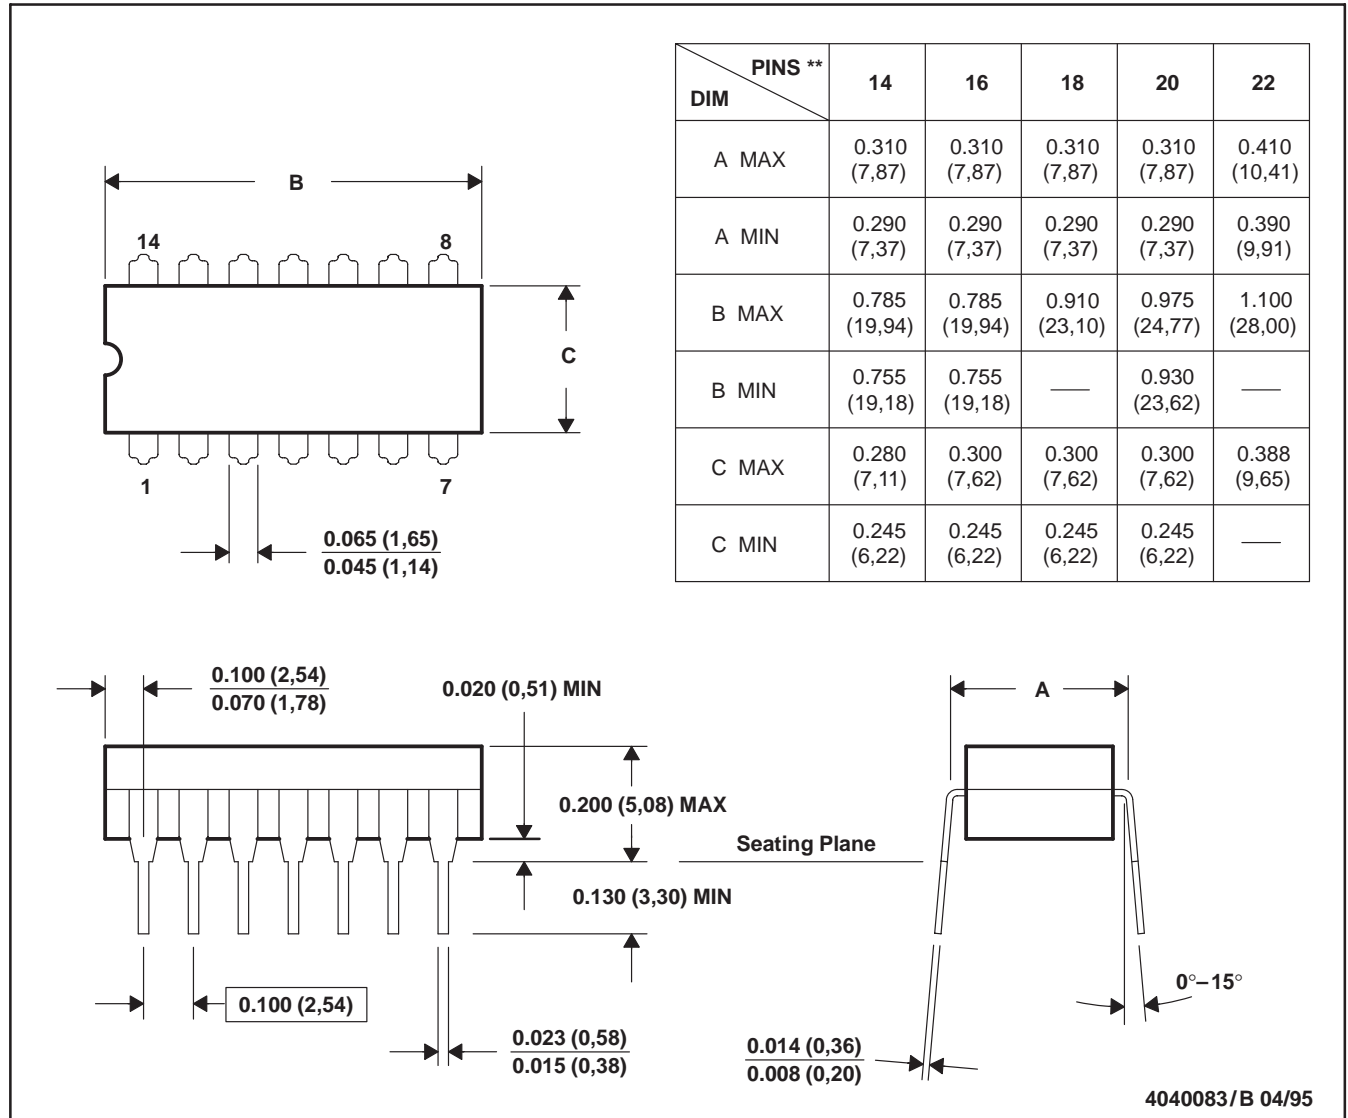 PINS **
DIM
14 16 18 20 22
A MAX 0.310 (7,87) 0.310 (7,87) 0.310 (7,87) 0.310 (7,87) 0.410 (10,41)
A MIN 0.290 (7,37) 0.290 (7,37) 0.290 (7,37) 0.290 (7,37) 0.390 (9,91)
B MAX 0.785 (19,94) 0.785 (19,94) 0.910 (23,10) 0.975 (24,77) 1.100 (28,00)
B MIN 0.755 (19,18) 0.755 (19,18) — 0.930 (23,62) —
C MAX 0.280 (7,11) 0.300 (7,62) 0.300 (7,62) 0.300 (7,62) 0.388 (9,65)
C MIN 0.245 (6,22) 0.245 (6,22) 0.245 (6,22) 0.245 (6,22) —
B
14
8
C
1
7
0.065 (1,65)
0.045 (1,14)
0.100 (2,54)
0.070 (1,78)
0.020 (0,51) MIN
A
0.200 (5,08) MAX
Seating Plane
0.130 (3,30) MIN
0.100 (2,54)
0°–15°
0.023 (0,58)
0.015 (0,38)
0.014 (0,36)
0.008 (0,20)
4040083/B 04/95